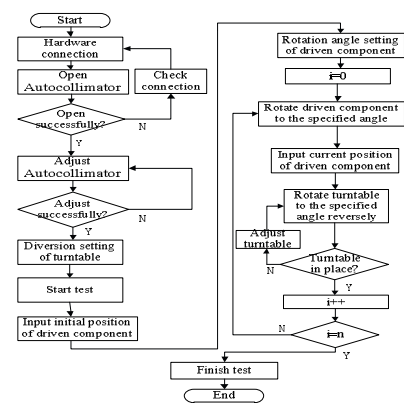 Start
Hardware
connection
Open
Autocollimator
Check
connection
Open
successfully?
N
Y
Adjust
Autocollimator
Adjust
successfully?
N
Y
Diversion setting
of turntable
Start test
Input initial position
of driven component
Rotation angle setting
of driven component
i=0
Rotate driven component
to the specified angle
Input current position
of driven component
Rotate turntable
to the specified
angle reversely
Adjust
turntable
Turntable
in place?
N
Y
i++
N
i=n
Y
Finish test
End